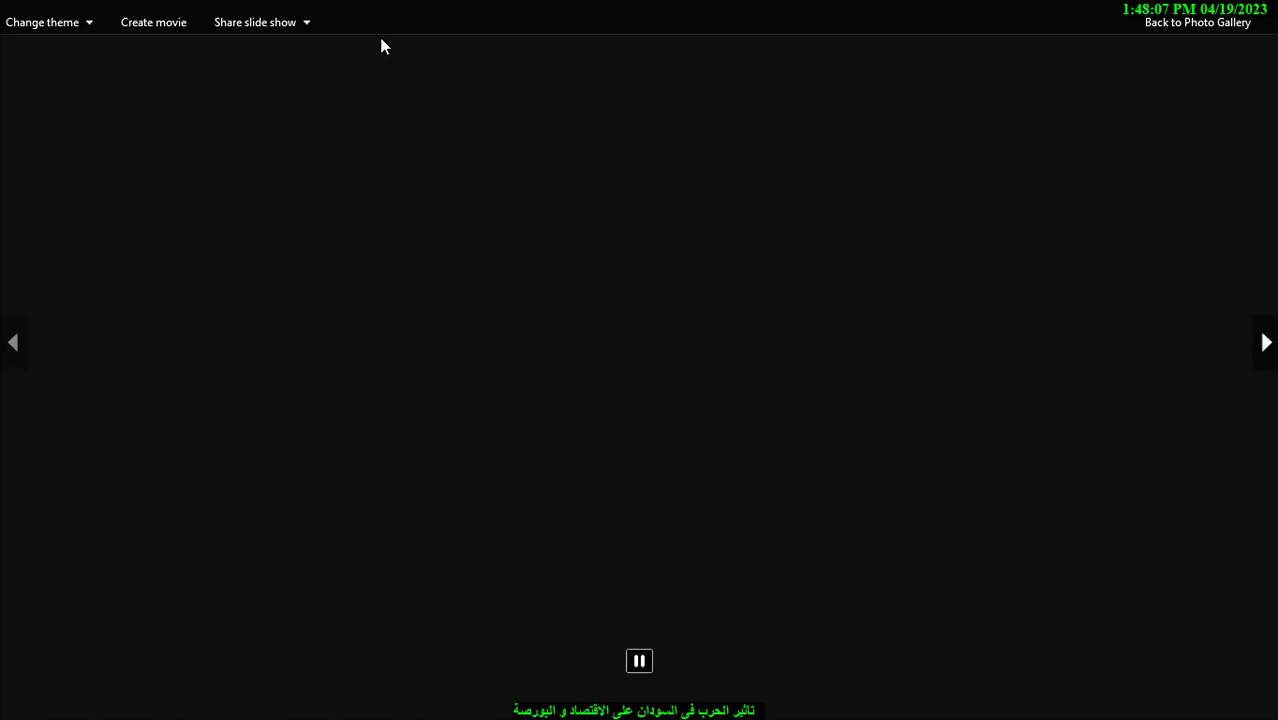 1:48:07 PM 04/19/2023
Change theme
Create movie
Share slide show
Back to Photo Gallery
تاثير الحرب فى السودان على الاقتصاد و البورصة